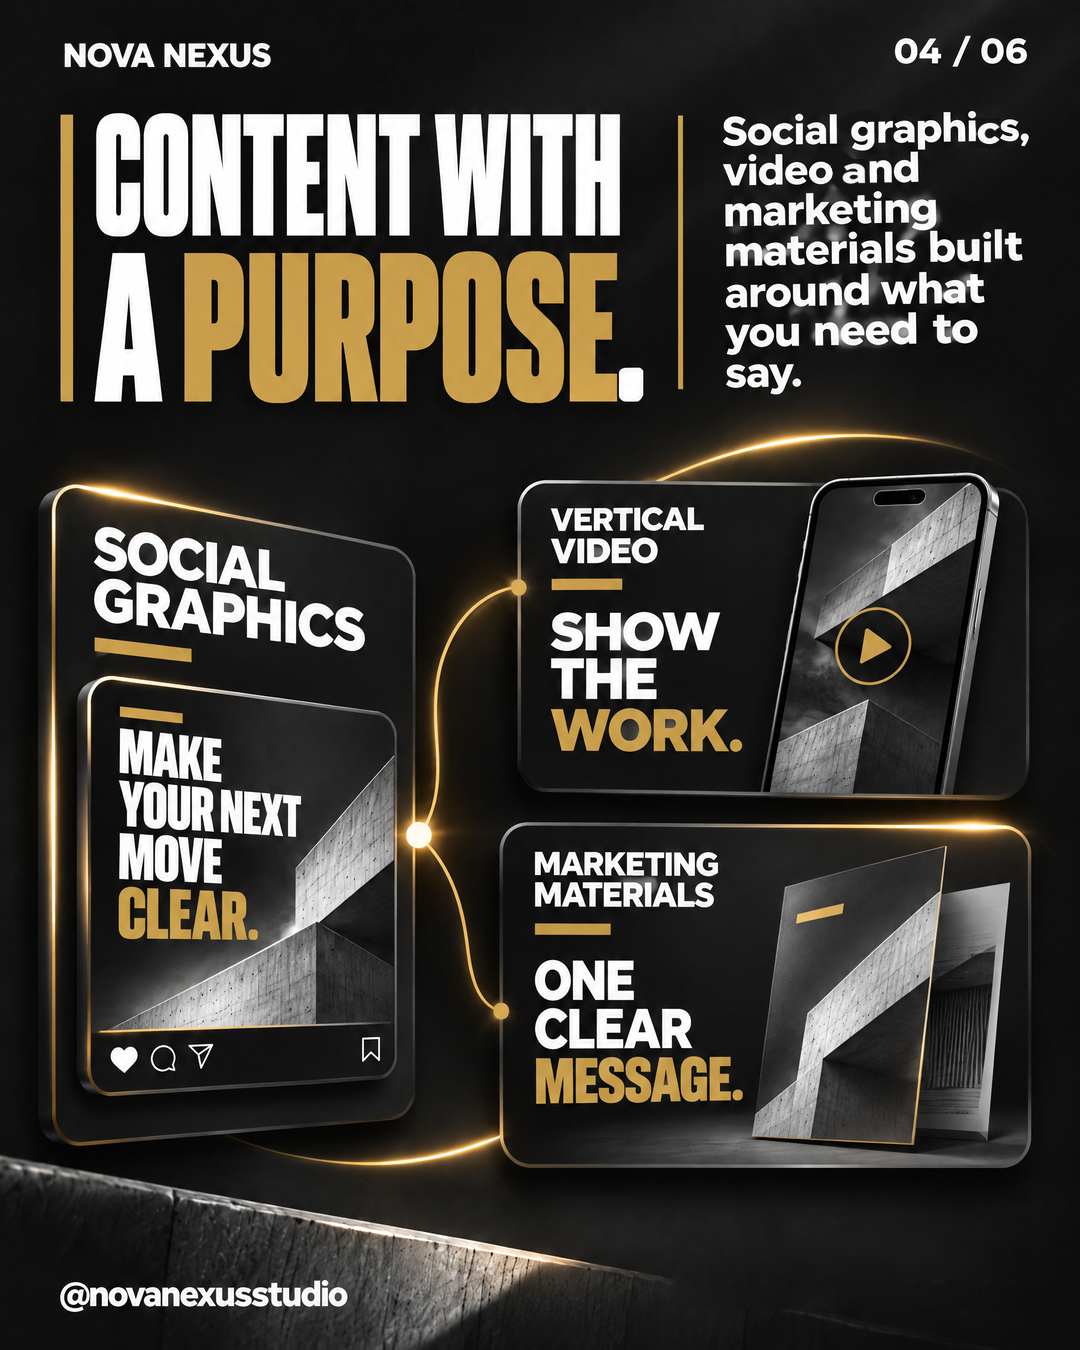 NOVA NEXUS
04 / 06
CONTENT WITH
A PURPOSE.
Social graphics,
video and
marketing
materials built
around what
you need to
say.
SOCIAL
GRAPHICS
MAKE
YOUR NEXT
MOVE
CLEAR.
VERTICAL
VIDEO
SHOW
THE
WORK.
MARKETING
MATERIALS
ONE
CLEAR
MESSAGE.
@novanexusstudio